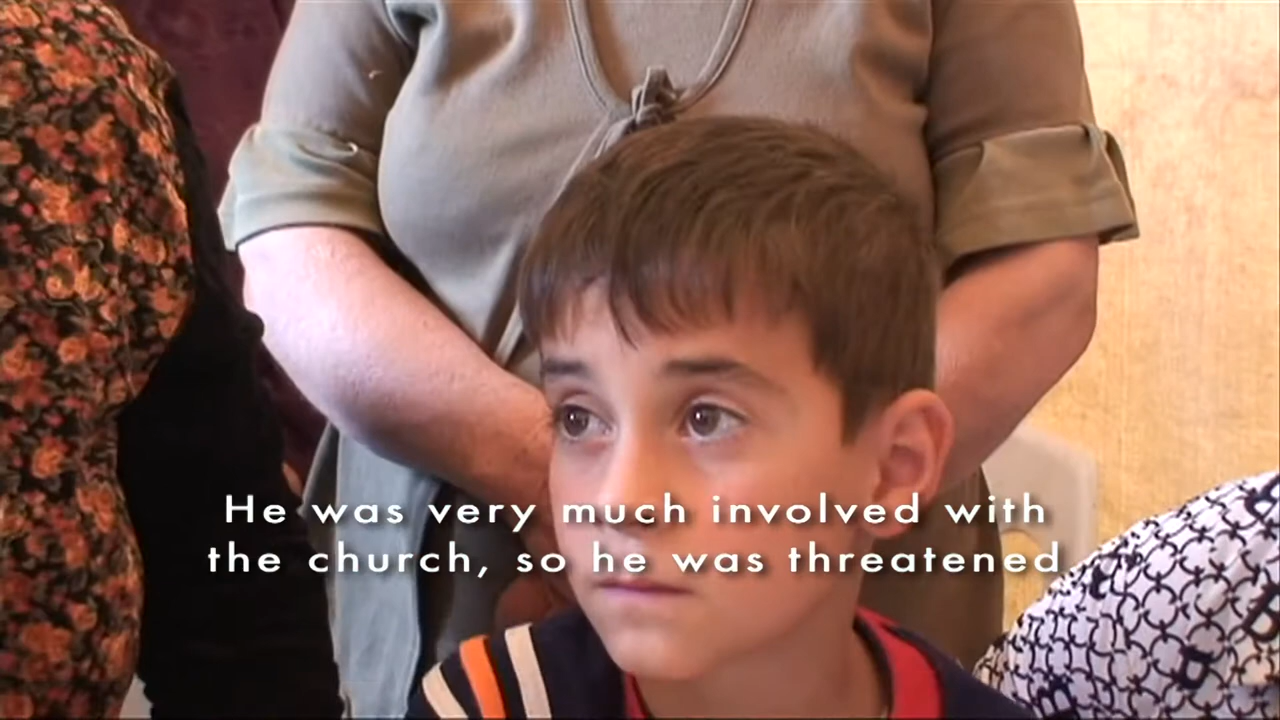 He was very much involved with
the church, so he was threatened